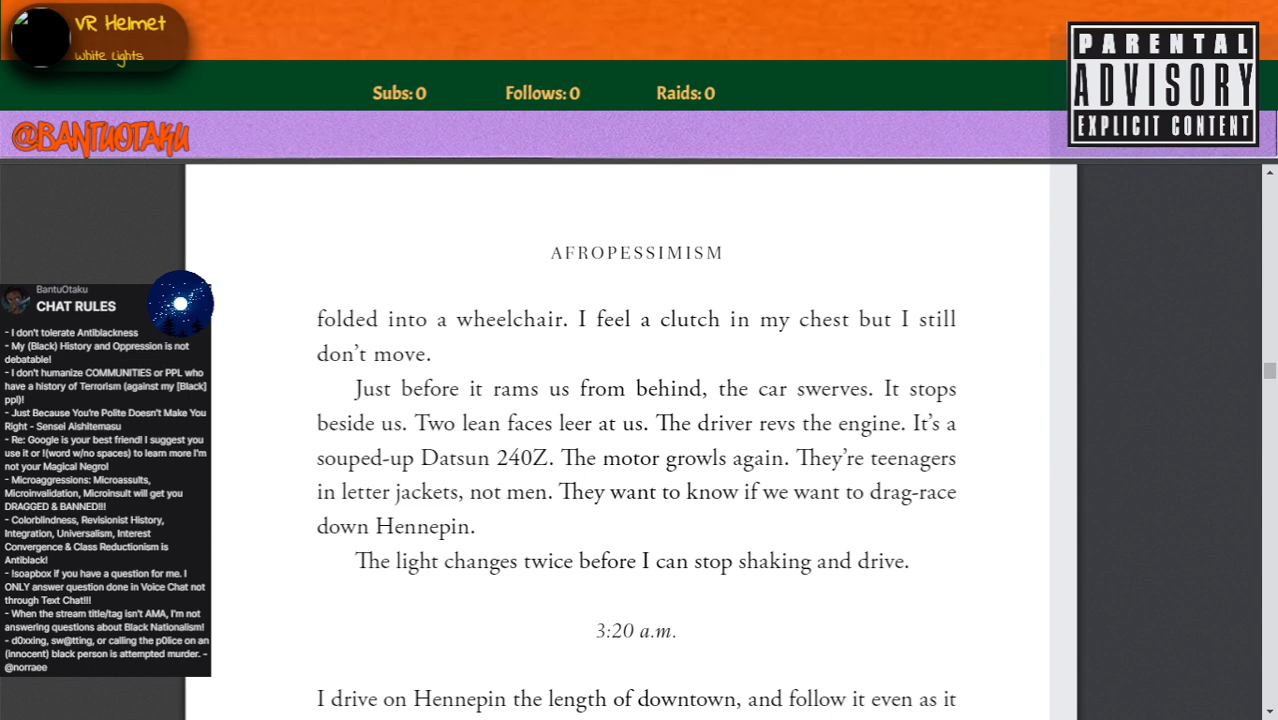 VR Helmet
White Lights
Subs: 0 Follows: 0 Raids: 0
PARENTAL
ADVISORY
EXPLICIT CONTENT
@BANTUOTAKU
AFROPESSIMISM
folded into a wheelchair. I feel a clutch in my chest but I still
don’t move.
Just before it rams us from behind, the car swerves. It stops
beside us. Two lean faces leer at us. The driver revs the engine. It’s a
souped-up Datsun 240Z. The motor growls again. They’re teenagers
in letter jackets, not men. They want to know if we want to drag-race
down Hennepin.
The light changes twice before I can stop shaking and drive.
3:20 a.m.
I drive on Hennepin the length of downtown, and follow it even as it
BantuOtaku
CHAT RULES
- I don't tolerate Antiblackness
- My (Black) History and Oppression is not
debatable!
- I don't humanize COMMUNITIES or PPL who
have a history of Terrorism (against my [Black]
ppl)!
- Just Because You're Polite Doesn't Make You
Right - Sensei Aishitemasu
- Re: Google is your best friend! I suggest you
use it or !(word w/no spaces) to learn more I'm
not your Magical Negro!
- Microaggressions: Microassults,
Microinvalidation, Microinsult will get you
DRAGGED & BANNED!!!
- Colorblindness, Revisionist History,
Integration, Universalism, Interest
Convergence & Class Reductionism is
Antiblack!
- !soapbox if you have a question for me. I
ONLY answer question done in Voice Chat not
through Text Chat!!!
- When the stream title/tag isn't AMA, I'm not
answering questions about Black Nationalism!
- d0xxing, sw@tting, or calling the p0lice on an
(innocent) black person is attempted murder. -
@norraee